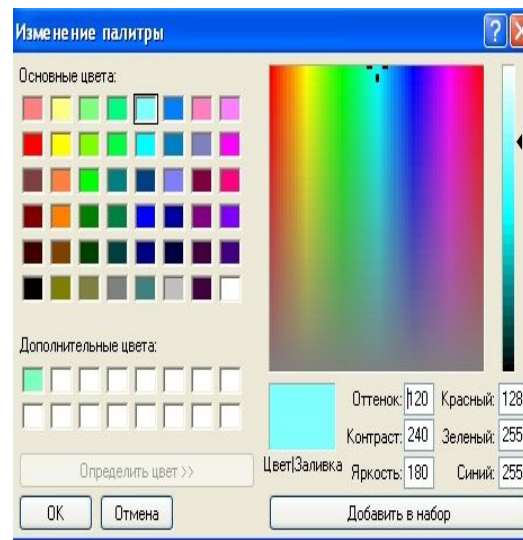 Изменение палитры
Основные цвета:
Дополнительные цвета:
Определить цвет >>
ОК Отмена
Оттенок: 120 Красный: 128
Контраст: 240 Зеленый: 255
Цвет|Заливка Яркость: 180 Синий: 255
Добавить в набор